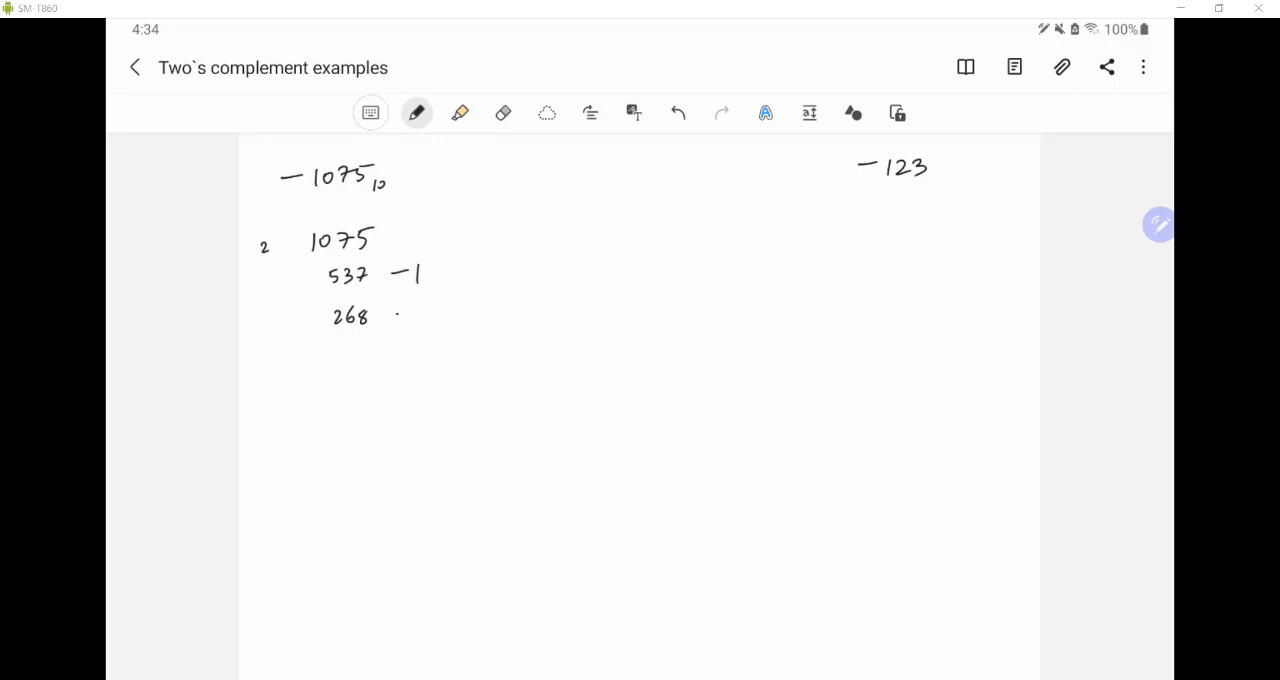 SM-T860
4:34
100%
Two`s complement examples
− 1075₁₀
− 123
2 1075
537 − 1
268